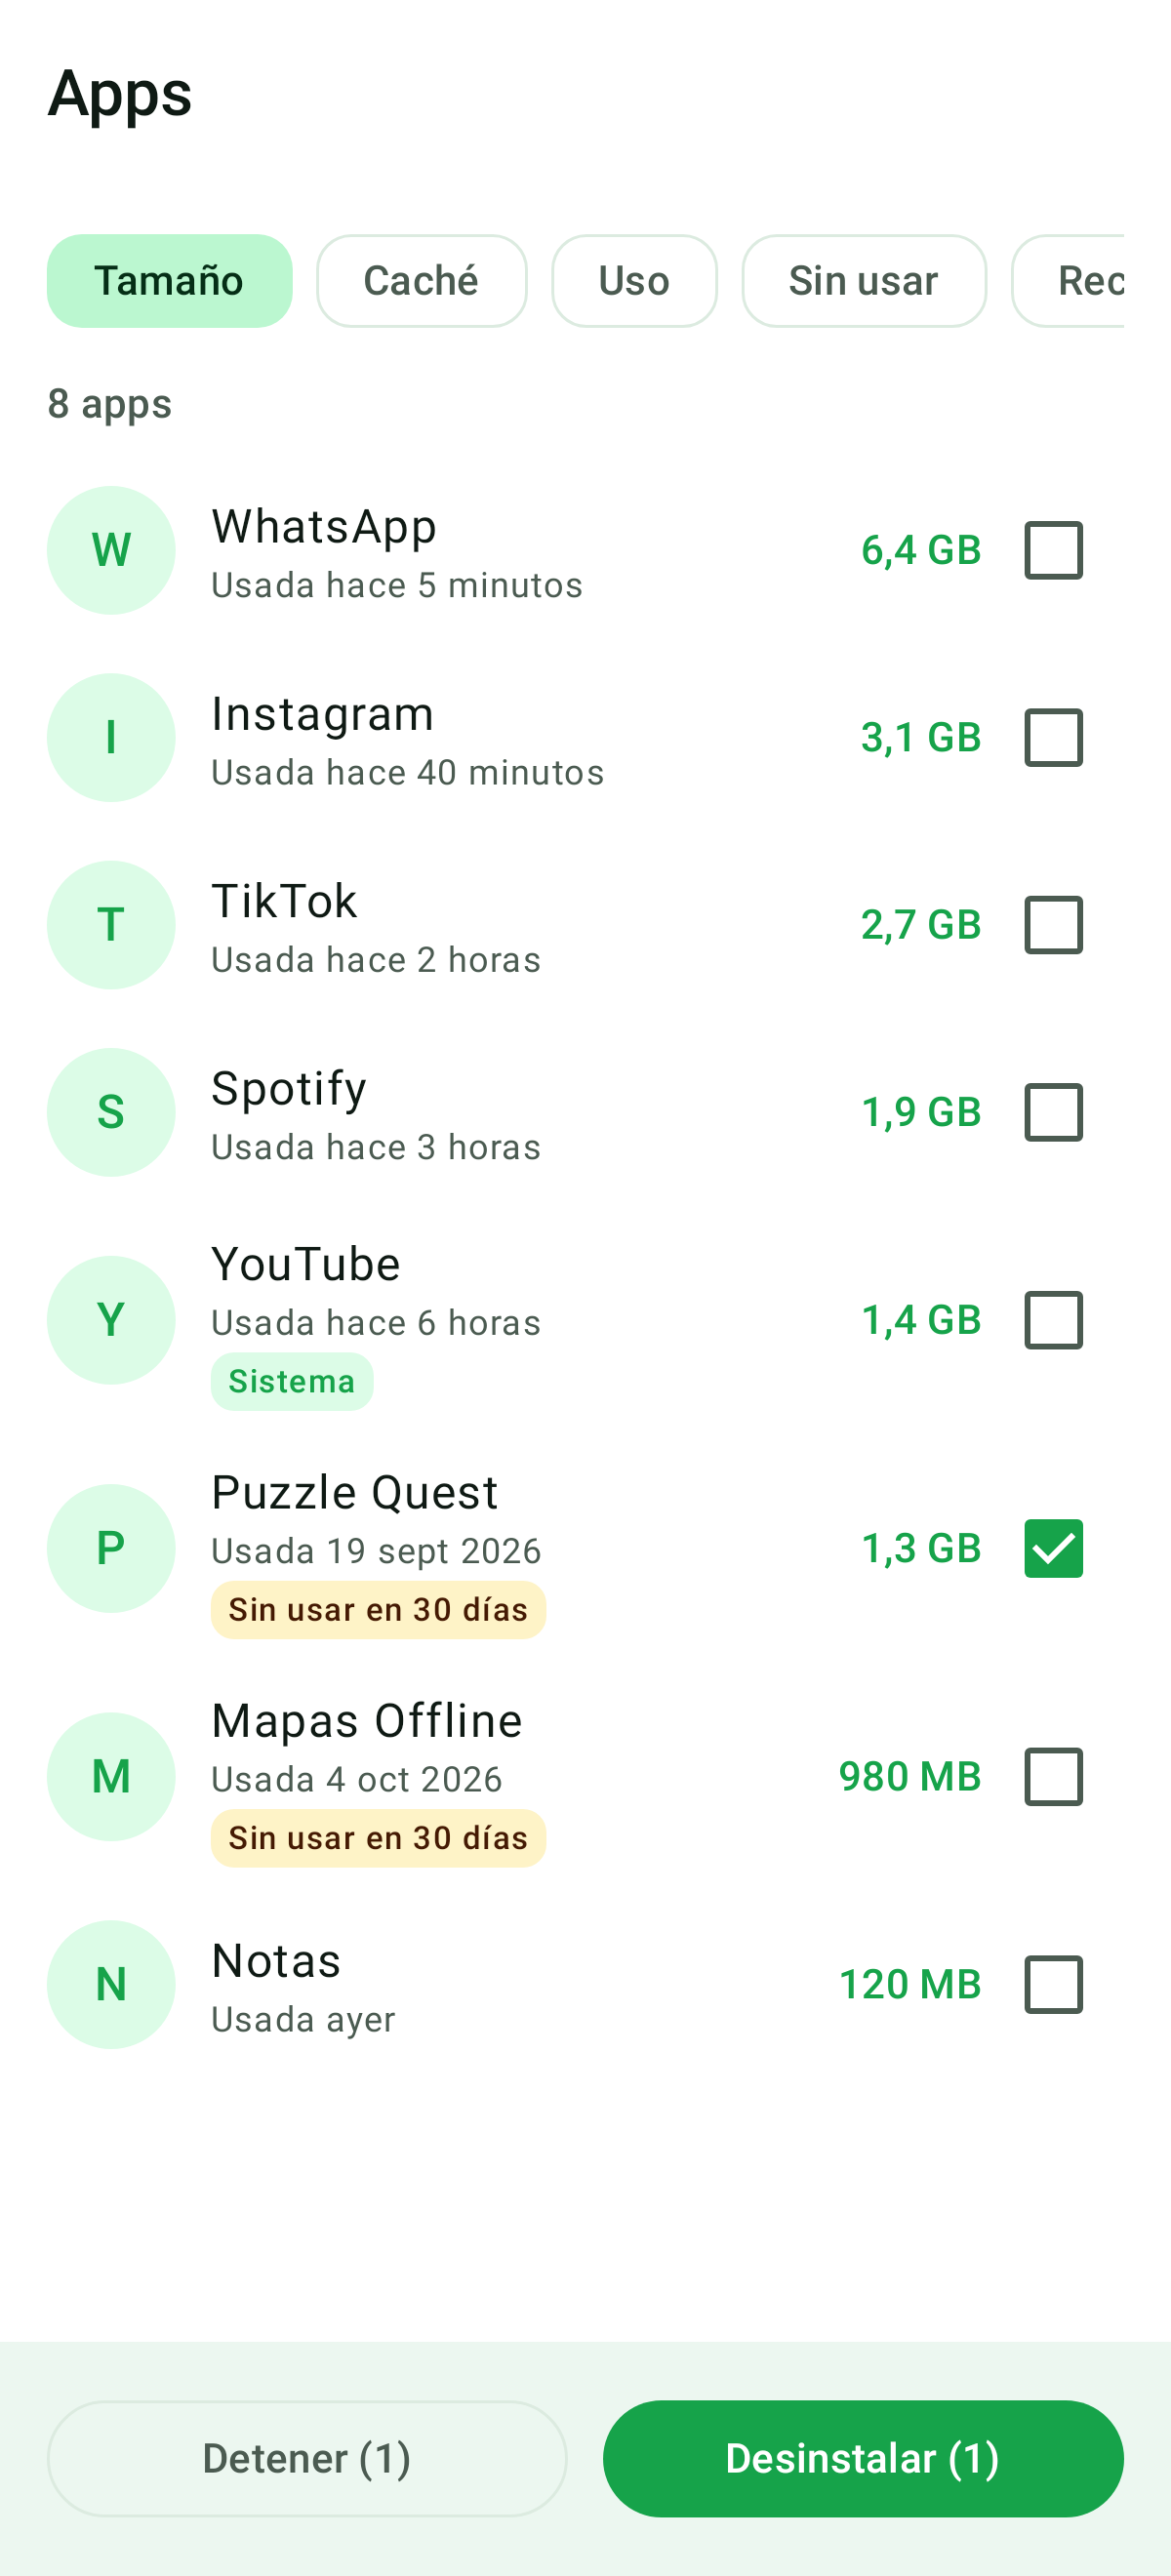 Apps
Tamaño Caché Uso Sin usar Rec
8 apps
W WhatsApp 6,4 GB
Usada hace 5 minutos
I Instagram 3,1 GB
Usada hace 40 minutos
T TikTok 2,7 GB
Usada hace 2 horas
S Spotify 1,9 GB
Usada hace 3 horas
YouTube
Y Usada hace 6 horas 1,4 GB
Sistema
Puzzle Quest
P Usada 19 sept 2026 1,3 GB
Sin usar en 30 días
Mapas Offline
M Usada 4 oct 2026 980 MB
Sin usar en 30 días
N Notas 120 MB
Usada ayer
Detener (1) Desinstalar (1)